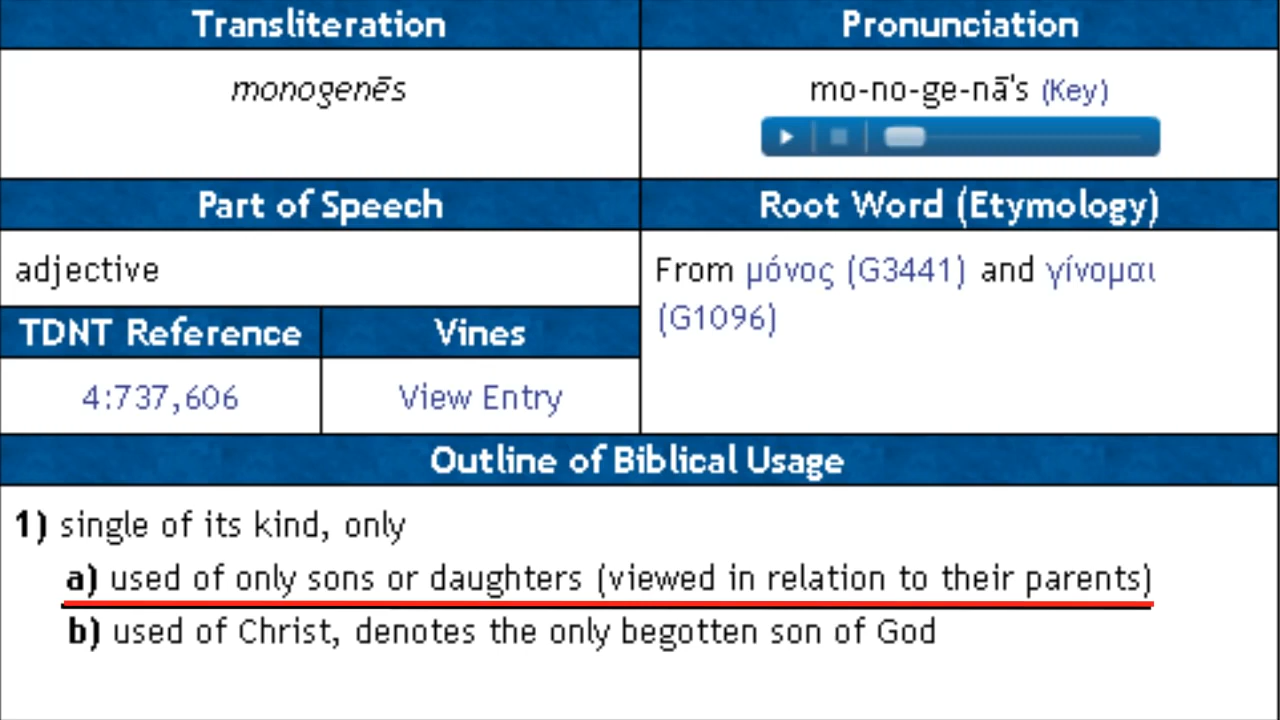 Transliteration
Pronunciation
monogenēs
mo-no-ge-nā's (Key)
Part of Speech
Root Word (Etymology)
adjective
From μόνος (G3441) and γίνομαι
(G1096)
TDNT Reference
Vines
4:737,606
View Entry
Outline of Biblical Usage
1) single of its kind, only
a) used of only sons or daughters (viewed in relation to their parents)
b) used of Christ, denotes the only begotten son of God